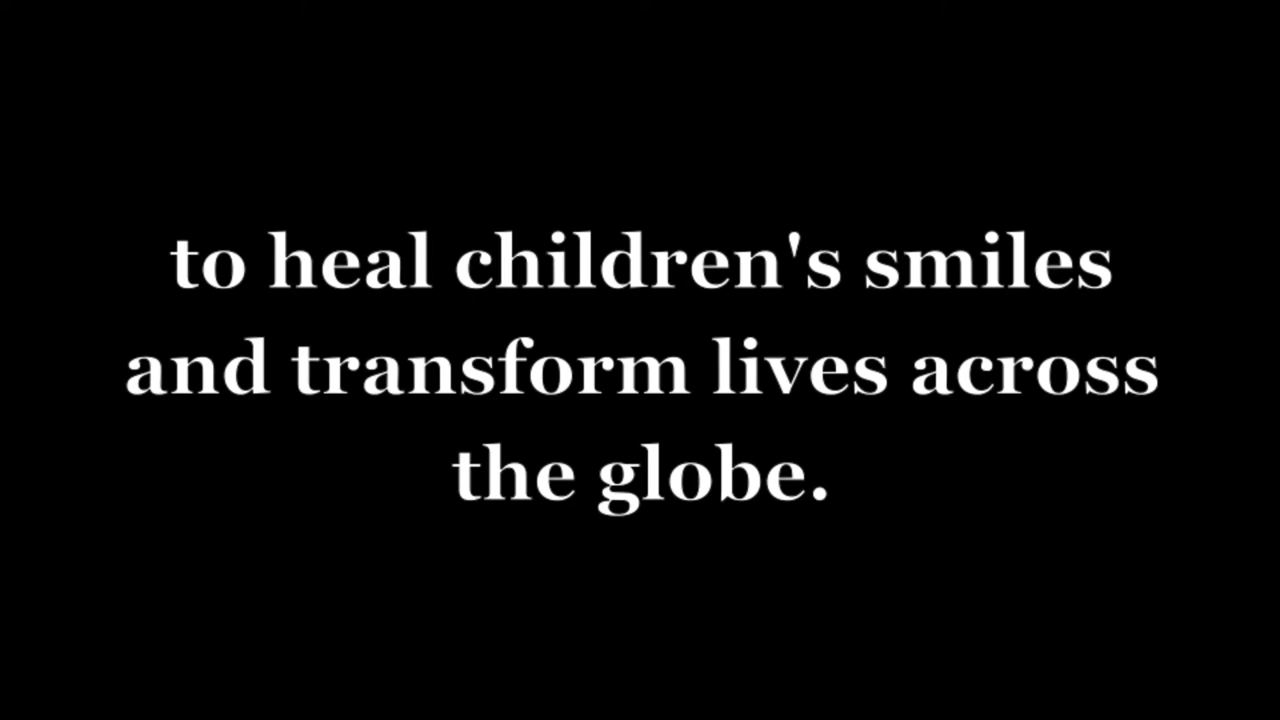 to heal children's smiles
and transform lives across
the globe.